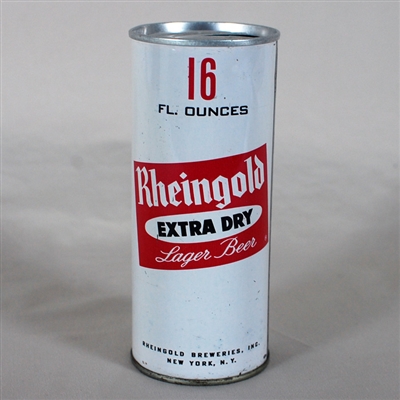 16
FL. OUNCES
Rheingold
EXTRA DRY
Lager Beer
RHEINGOLD BREWERIES, INC.
NEW YORK, N.Y.